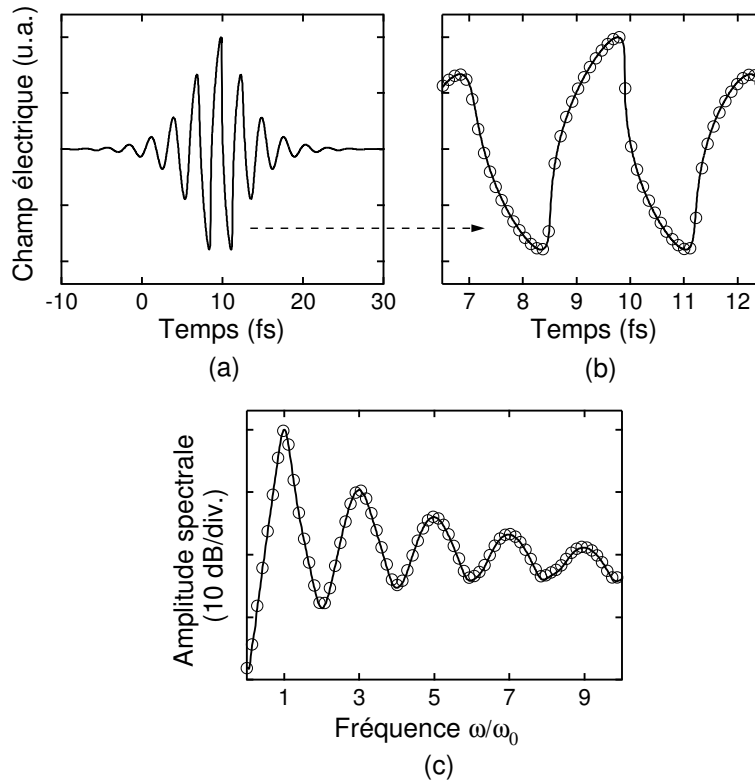 Champ électrique (u.a.)
-10 0 10 20 30
Temps (fs)
(a)
7 8 9 10 11 12
Temps (fs)
(b)
Amplitude spectrale
(10 dB/div.)
1 3 5 7 9
Fréquence ω/ω₀
(c)